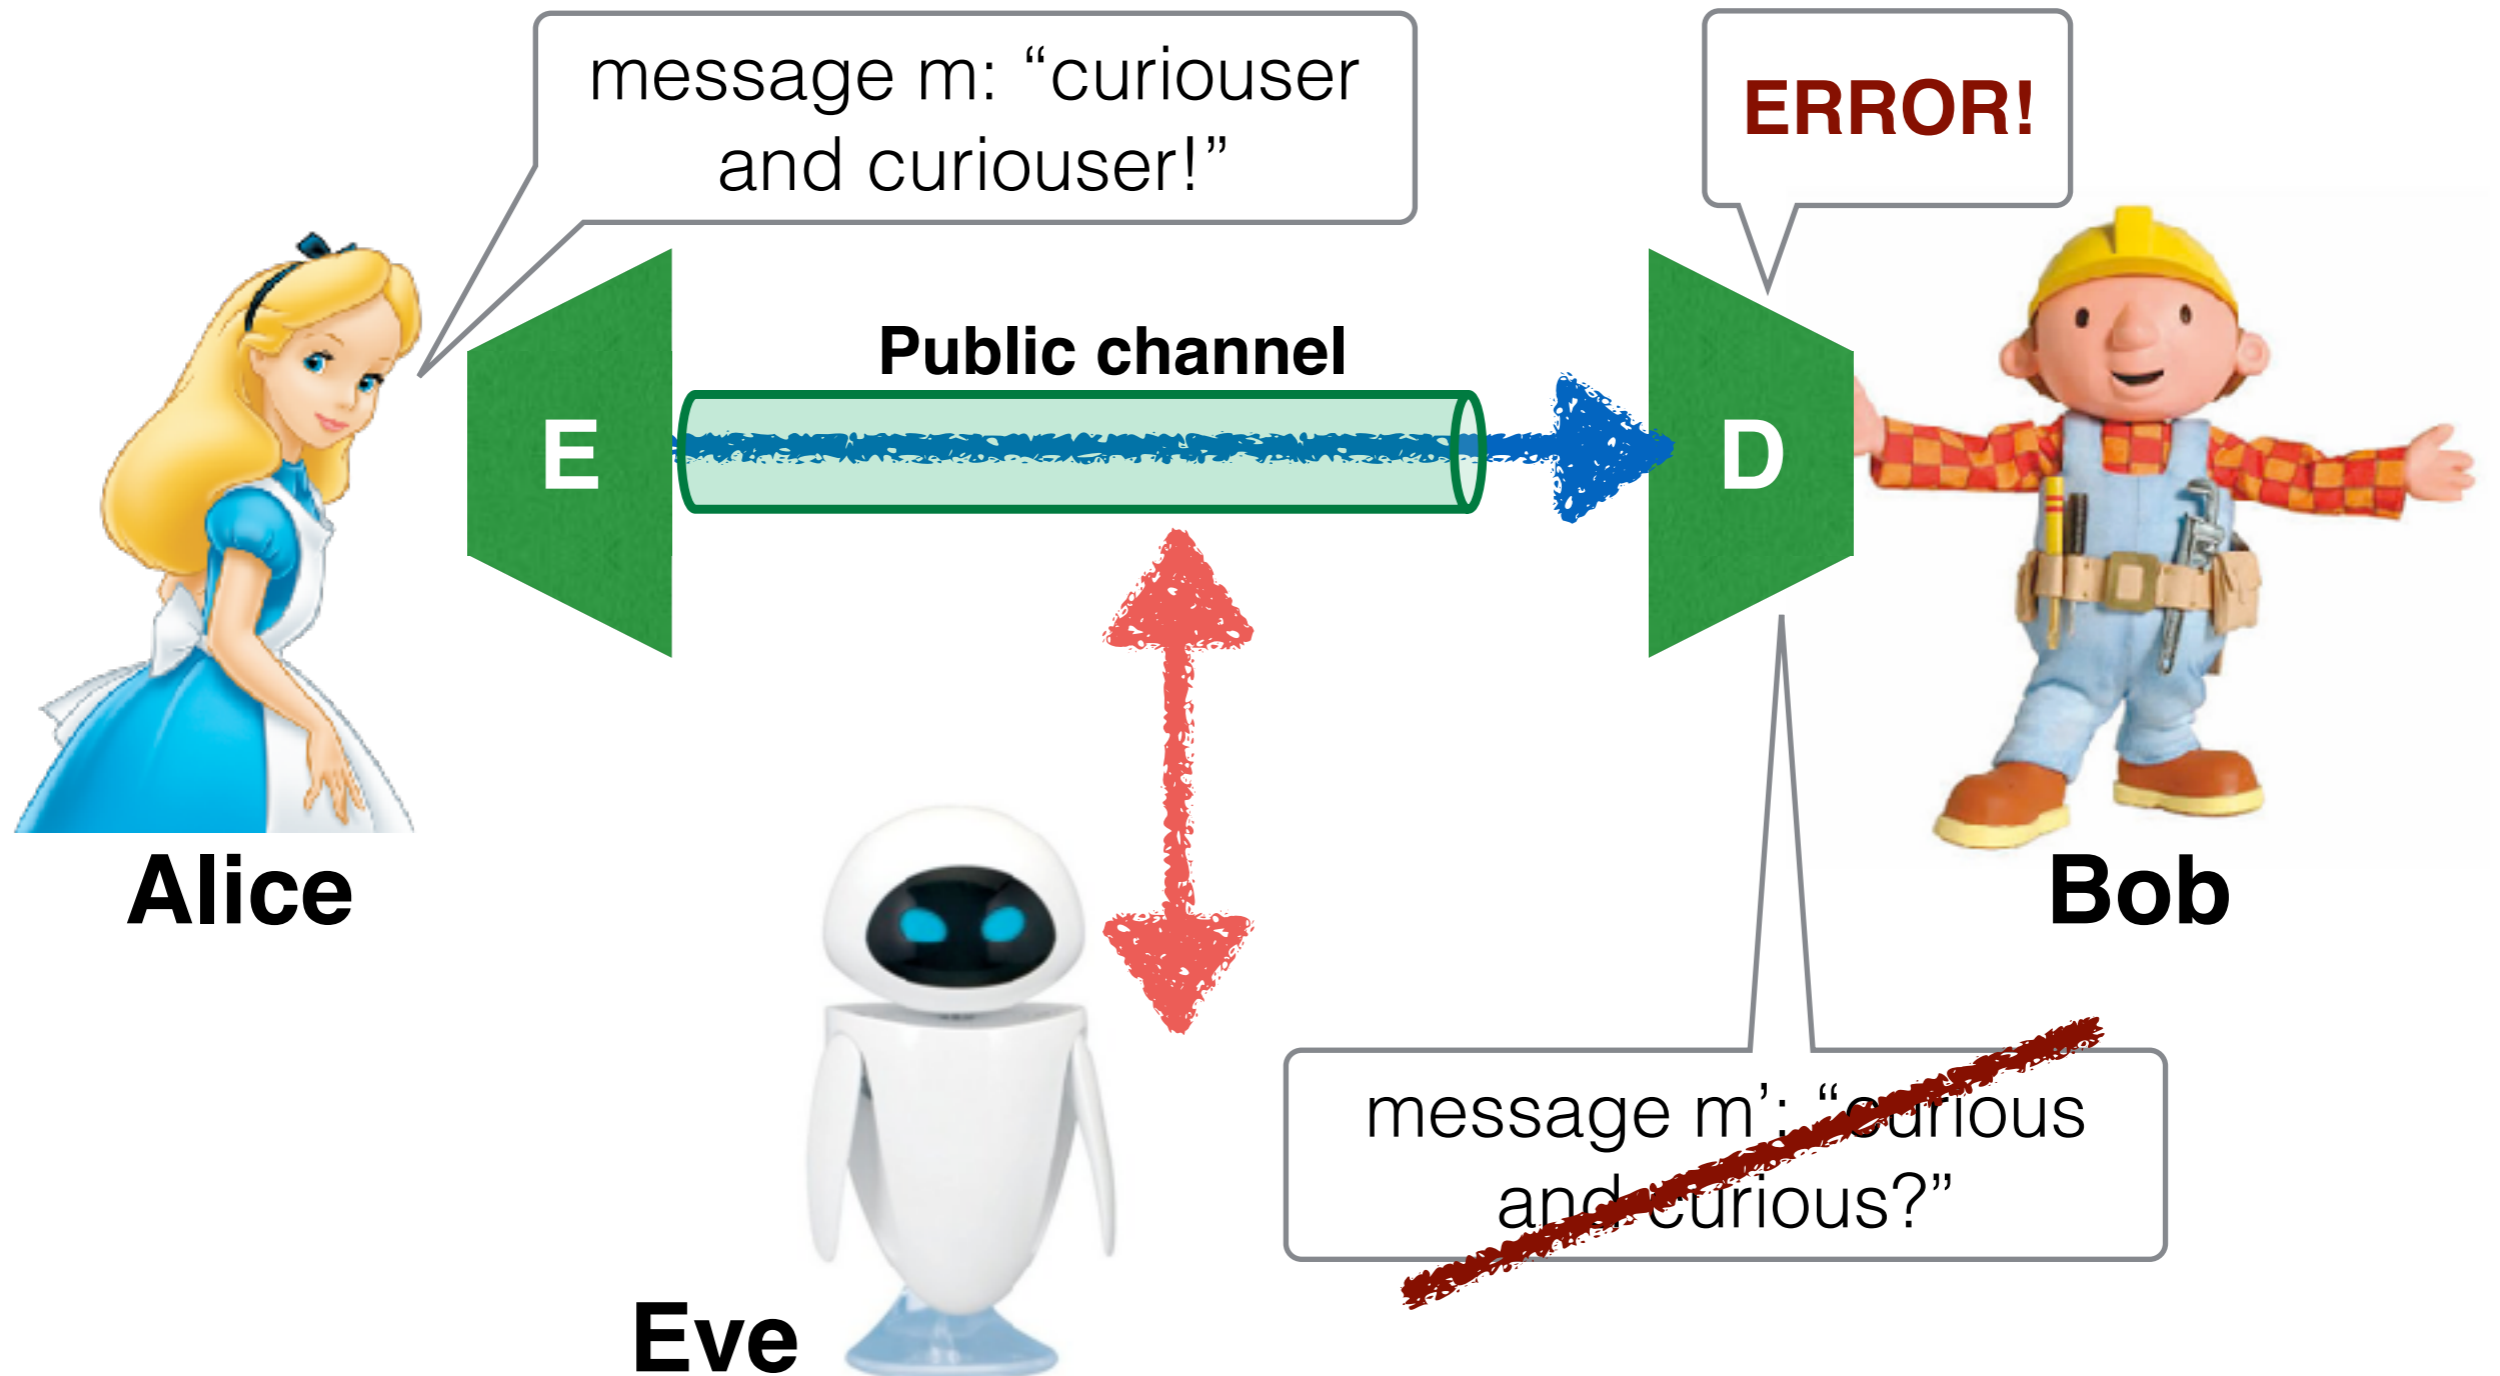 message m: “curiouser
and curiouser!”
ERROR!
Public channel
E
D
Alice
Bob
message m’: “curious
and curious?”
Eve